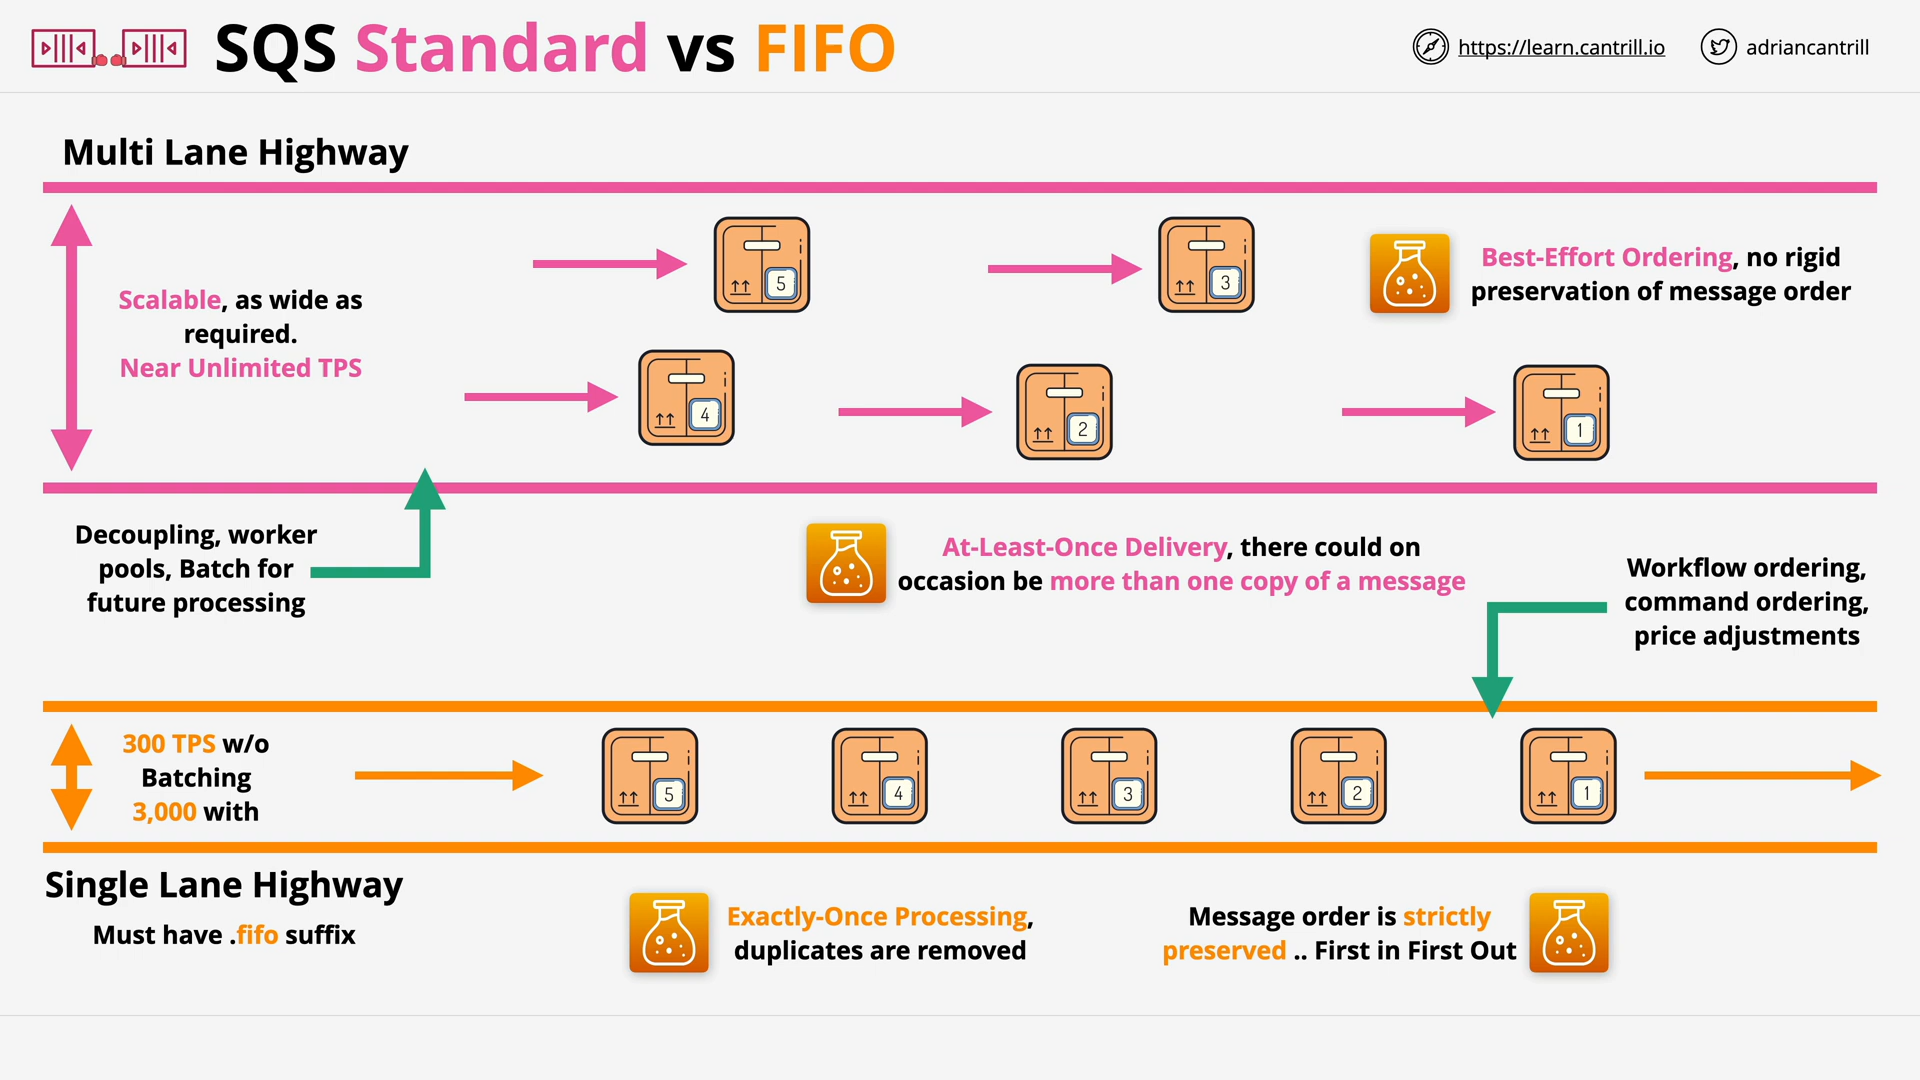 SQS Standard vs FIFO
https://learn.cantrill.io
adriancantrill
Multi Lane Highway
5
3
Best-Effort Ordering, no rigid
preservation of message order
Scalable, as wide as
required.
Near Unlimited TPS
4
2
1
Decoupling, worker
pools, Batch for
future processing
At-Least-Once Delivery, there could on
occasion be more than one copy of a message
Workflow ordering,
command ordering,
price adjustments
300 TPS w/o
Batching
3,000 with
5
4
3
2
1
Single Lane Highway
Must have .fifo suffix
Exactly-Once Processing,
duplicates are removed
Message order is strictly
preserved .. First in First Out